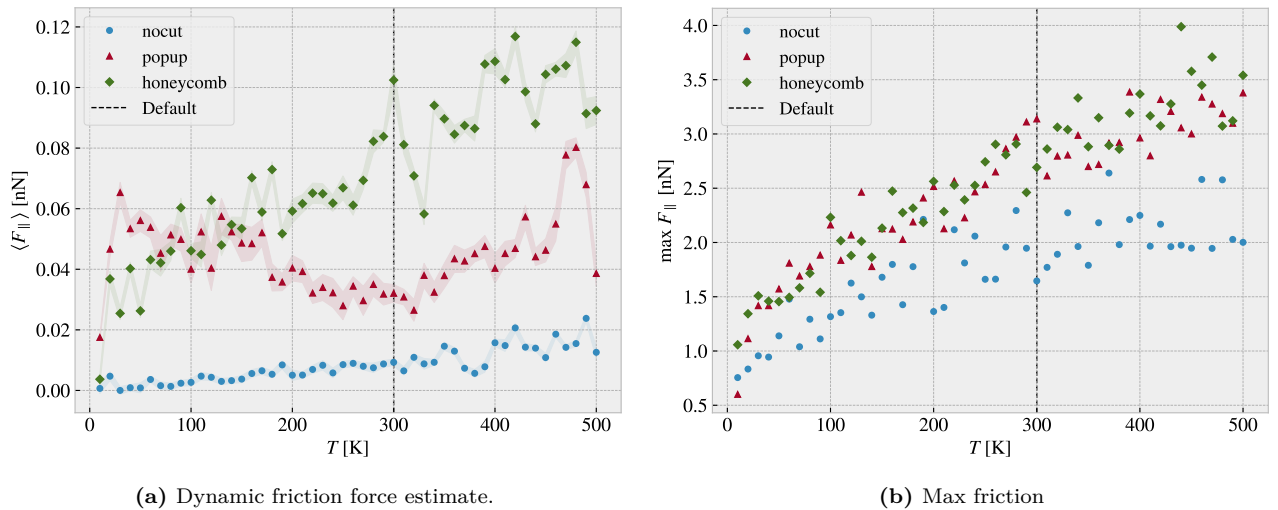 0.12
0.10
0.08
0.06
0.04
0.02
0.00
⟨F∥⟩ [nN]
nocut
popup
honeycomb
Default
0 100 200 300 400 500
T [K]
(a) Dynamic friction force estimate.
4.0
3.5
3.0
2.5
2.0
1.5
1.0
0.5
max F∥ [nN]
nocut
popup
honeycomb
Default
0 100 200 300 400 500
T [K]
(b) Max friction